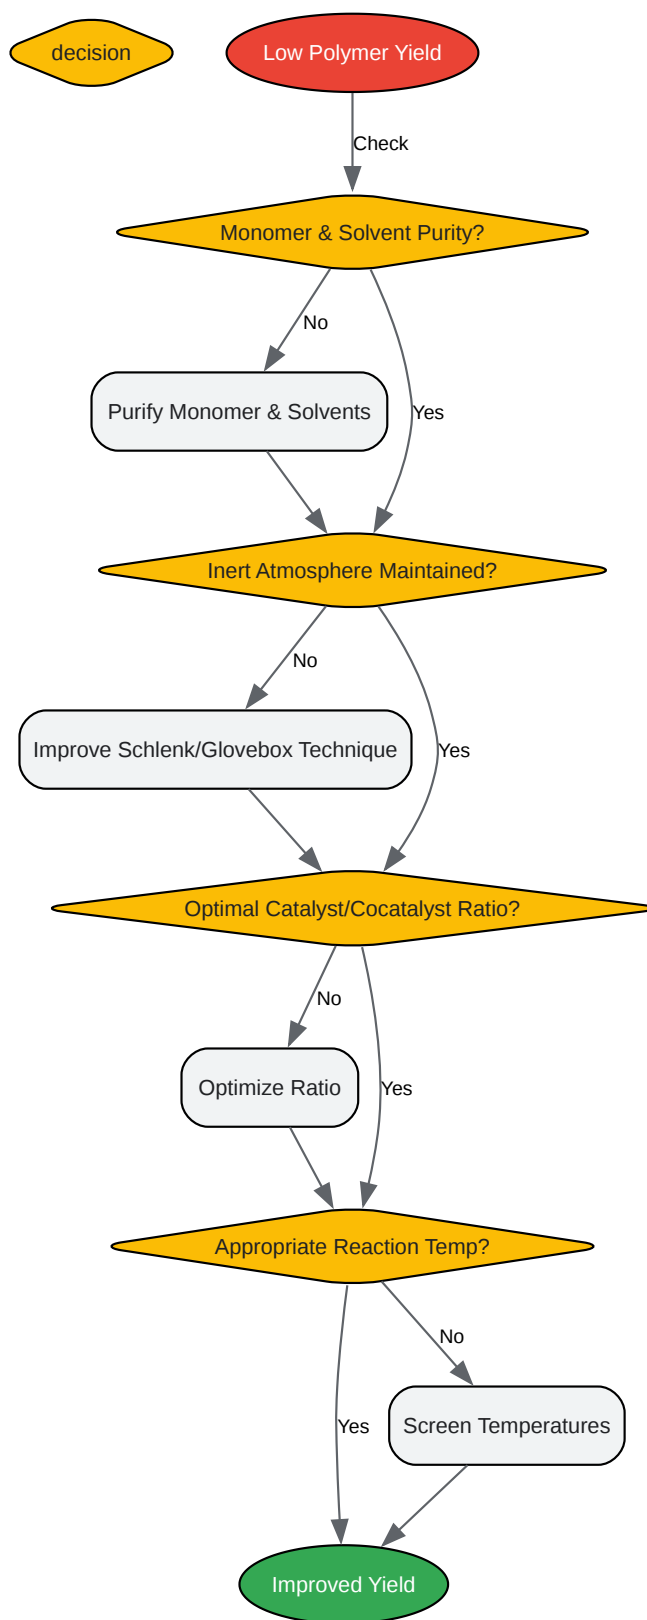 decision
Low Polymer Yield
Check
Monomer & Solvent Purity?
No
Purify Monomer & Solvents
Yes
Inert Atmosphere Maintained?
No
Improve Schlenk/Glovebox Technique
Yes
Optimal Catalyst/Cocatalyst Ratio?
No
Optimize Ratio
Yes
Appropriate Reaction Temp?
No
Yes
Screen Temperatures
Improved Yield